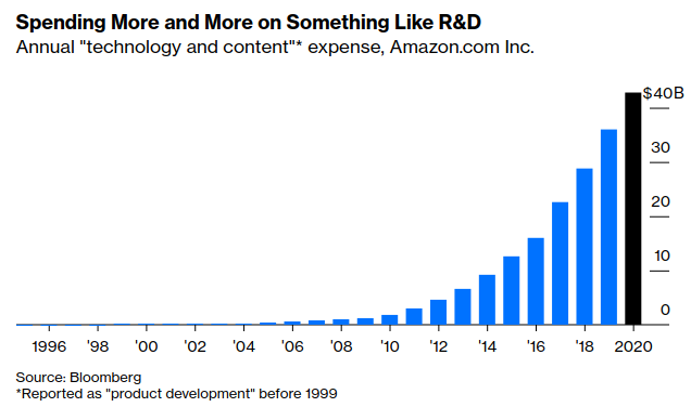 Spending More and More on Something Like R&D
Annual "technology and content"* expense, Amazon.com Inc.
$40B
30
20
10
0
1996 '98 '00 '02 '04 '06 '08 '10 '12 '14 '16 '18 2020
Source: Bloomberg
*Reported as "product development" before 1999